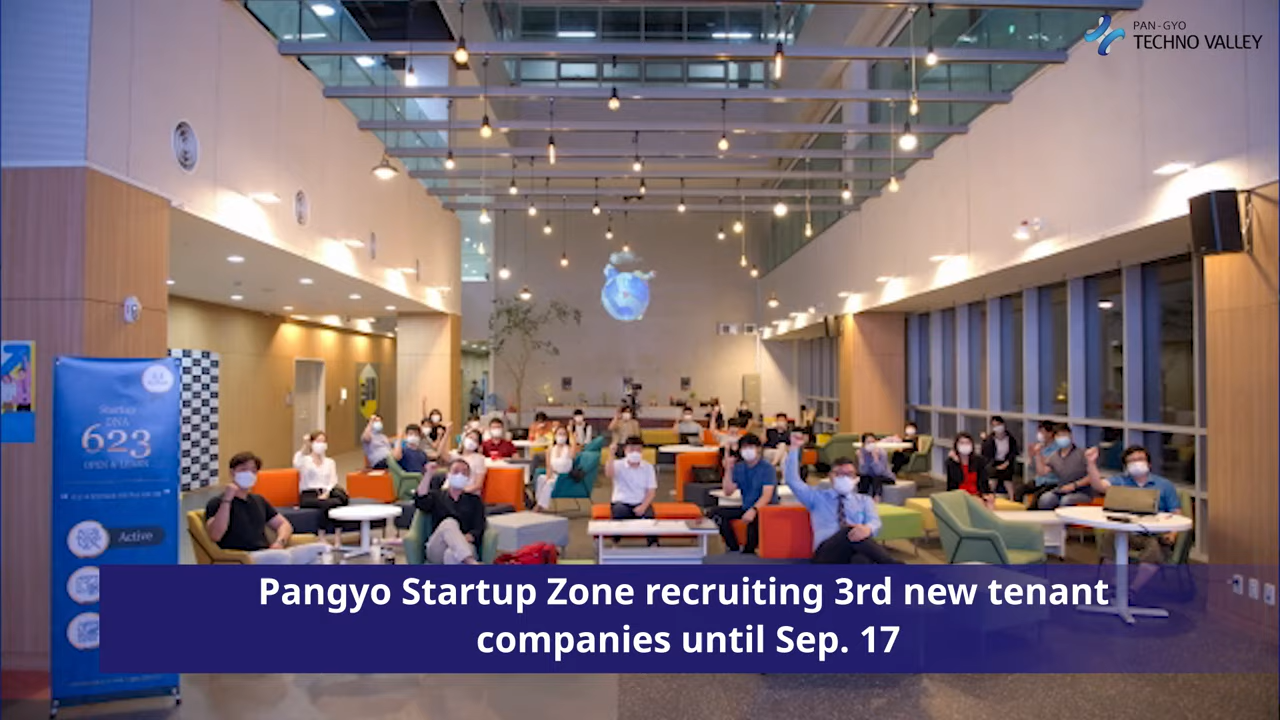 PAN-GYO
TECHNO VALLEY
Startup
DNA
623
OPEN & LEARN
Active
Pangyo Startup Zone recruiting 3rd new tenant
companies until Sep. 17